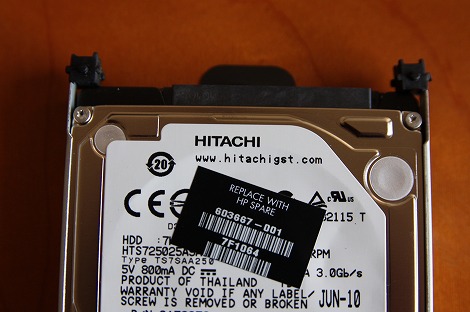 HITACHI
www.hitachigst.com
20
CE
REPLACE WITH
HP SPARE
603667-001
7F1064
2115 T
HDD : 7
RPM
HTS725025A
3.0Gb/s
Type TS7SAA250
5V 800mA DC
PRODUCT OF THAILAND
WARRANTY VOID IF ANY LABEL/
JUN-10
SCREW IS REMOVED OR BROKEN